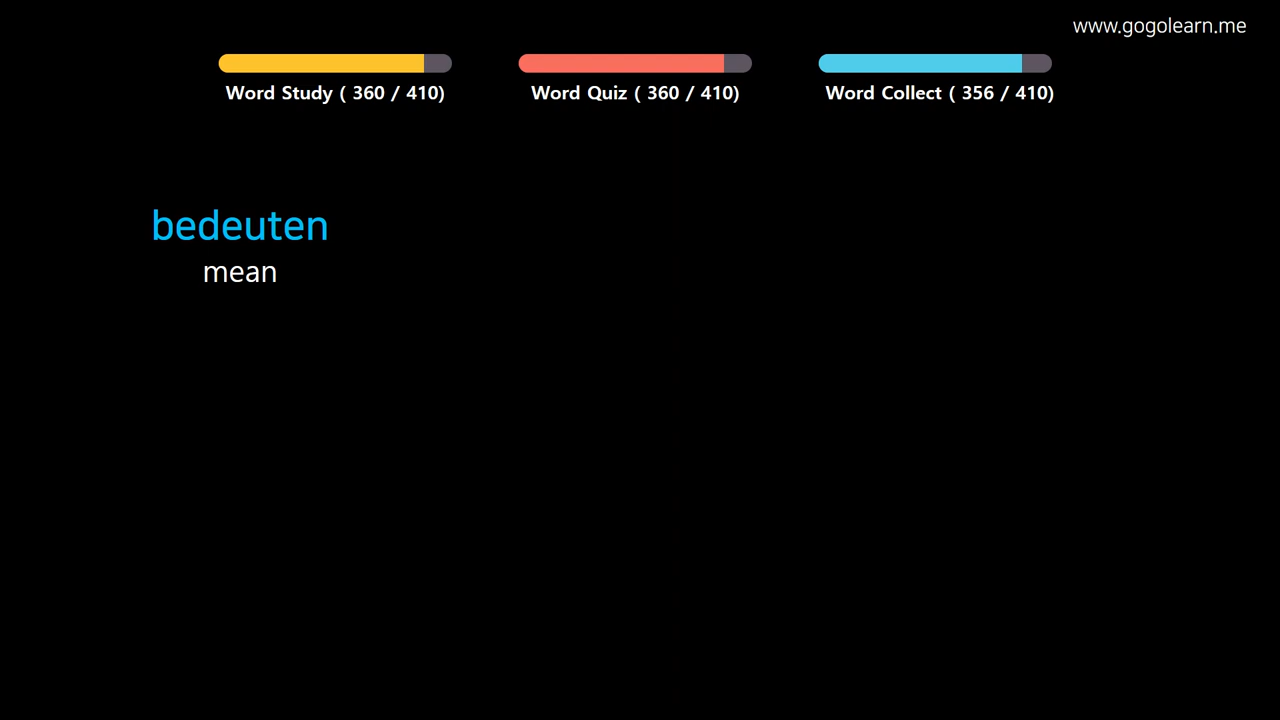 www.gogolearn.me
Word Study ( 360 / 410)
Word Quiz ( 360 / 410)
Word Collect ( 356 / 410)
bedeuten
mean